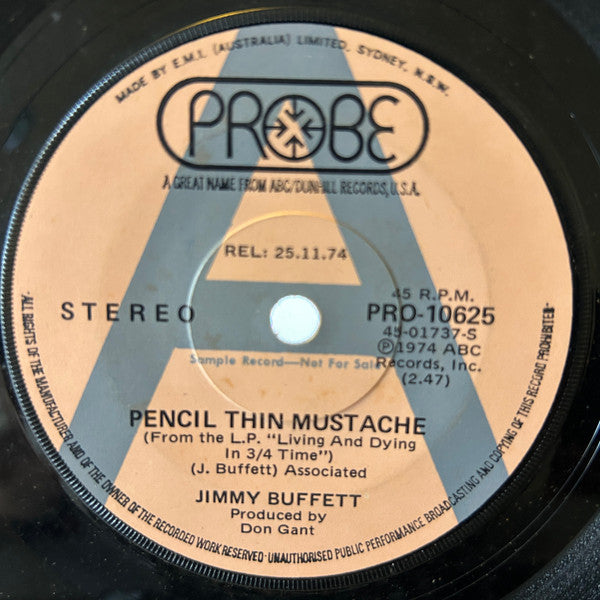 MADE BY E.M.I. (AUSTRALIA) LIMITED, SYDNEY, N.S.W.
PROBE
A GREAT NAME FROM ABC/DUNHILL RECORDS, U.S.A.
REL: 25.11.74
STEREO
45 R.P.M.
PRO-10625
45-01737-S
Ⓟ 1974 ABC
Sample Record—Not For Sale
Records, Inc.
(2.47)
PENCIL THIN MUSTACHE
(From the L.P. "Living And Dying
In 3/4 Time")
(J. Buffett) Associated
JIMMY BUFFETT
Produced by
Don Gant
·ALL RIGHTS OF THE MANUFACTURER AND OF THE OWNER OF THE RECORDED WORK RESERVED·UNAUTHORISED PUBLIC PERFORMANCE BROADCASTING AND COPYING OF THIS RECORD PROHIBITED·
A